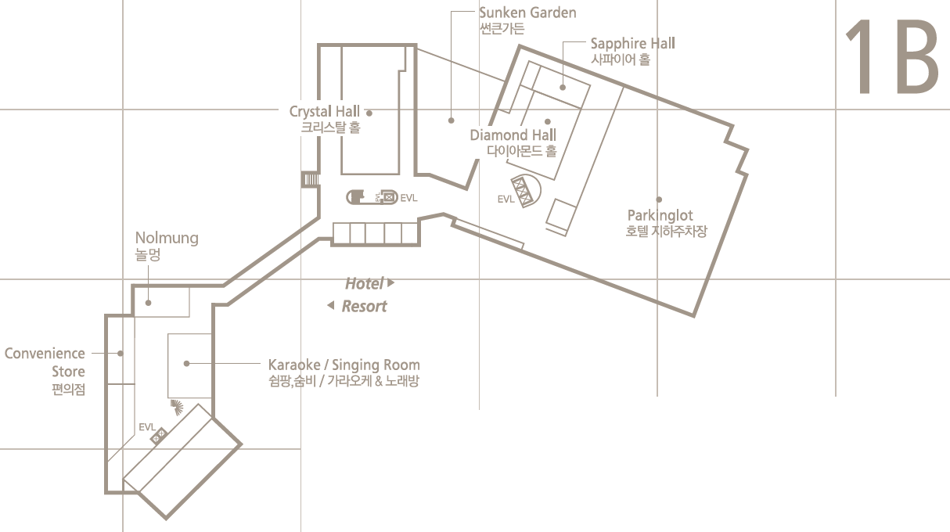 1B
Sunken Garden
썬큰가든
Sapphire Hall
사파이어 홀
Crystal Hall
크리스탈 홀
Diamond Hall
다이아몬드 홀
EVL
EVL
Parkinglot
호텔 지하주차장
Nolmung
놀멍
Hotel
Resort
Convenience
Store
편의점
Karaoke / Singing Room
쉼팡,숨비 / 가라오케 & 노래방
EVL